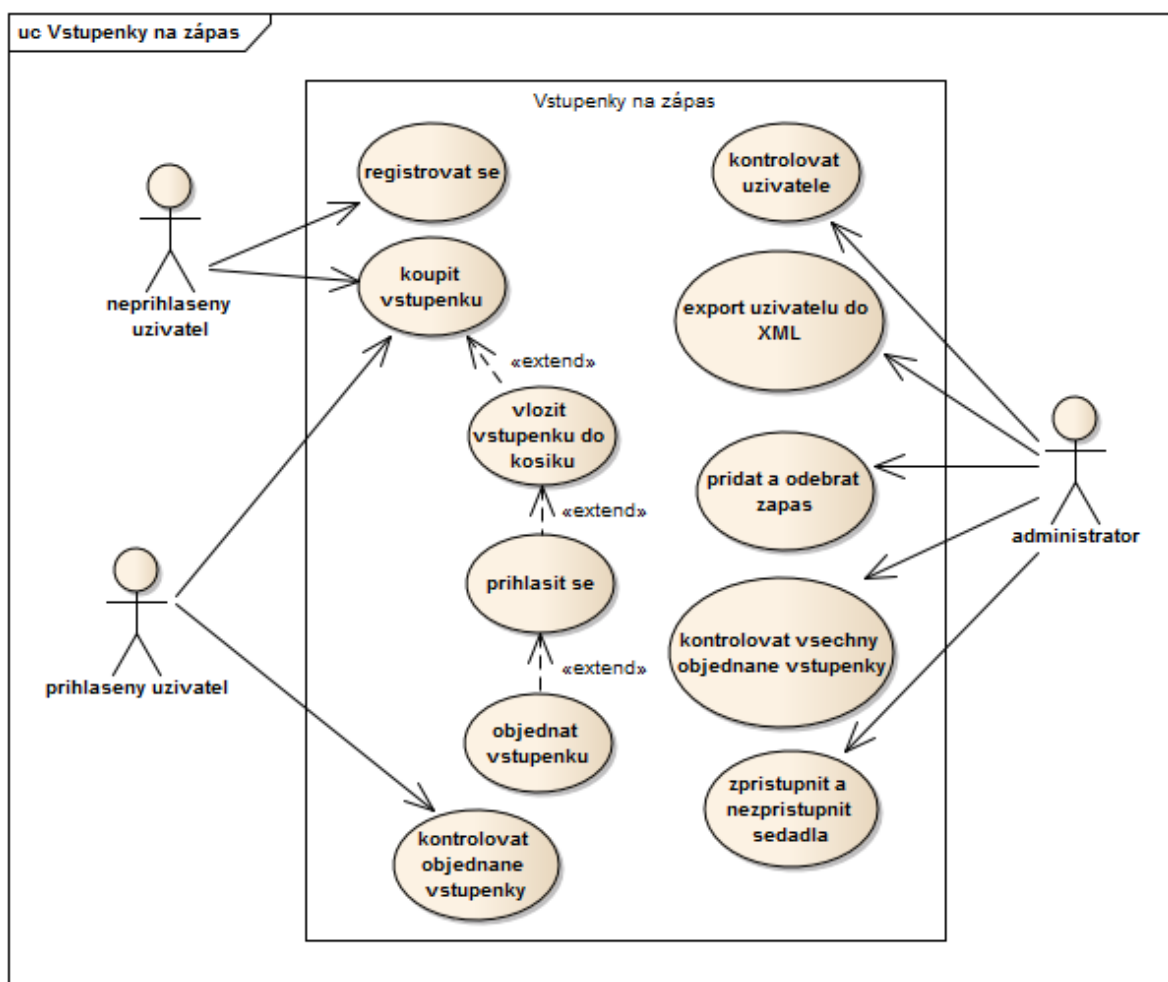 uc Vstupenky na zápas
Vstupenky na zápas
registrovat se
koupit
vstupenku
«extend»
vlozit
vstupenku do
kosiku
«extend»
prihlasit se
«extend»
objednat
vstupenku
kontrolovat
objednane
vstupenky
neprihlaseny
uzivatel
prihlaseny uzivatel
kontrolovat
uzivatele
export uzivatelu do
XML
pridat a odebrat
zapas
kontrolovat vsechny
objednane vstupenky
zpristupnit a
nezpristupnit
sedadla
administrator